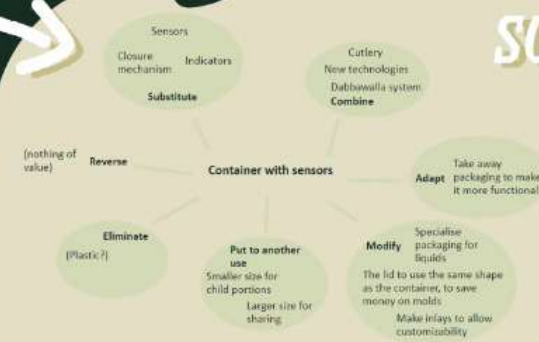 SC
Sensors
Closure
mechanism
Indicators
Substitute
Cutlery
New technologies
Dabbawalla system
Combine
(nothing of
value)
Reverse
Container with sensors
Adapt
Take away
packaging to make
it more functional
Eliminate
(Plastic?)
Put to another
use
Smaller size for
child portions
Larger size for
sharing
Modify
Specialise
packaging for
liquids
The lid to use the same shape
as the container, to save
money on molds
Make inlays to allow
customizability